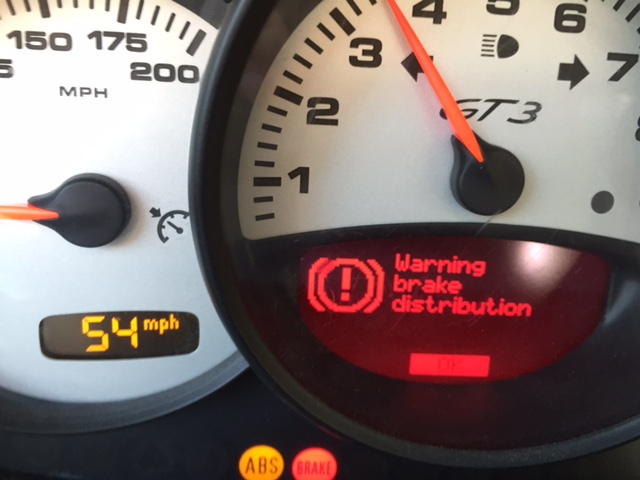 150 175
200
MPH
54 mph
1
2
3
4
5
6
7
GT3
Warning
brake
distribution
OK
ABS
BRAKE